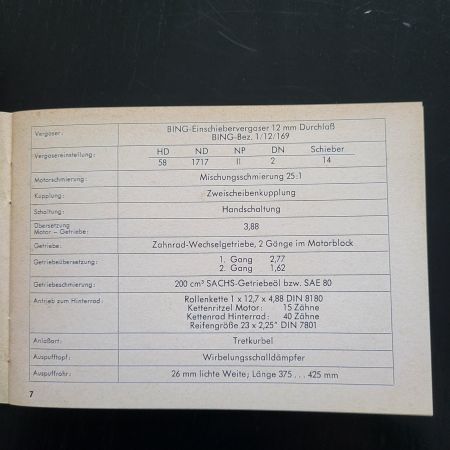 Vergaser: BING-Einschiebervergaser 12 mm Durchlaß
BING-Bez. 1/12/169
Vergasereinstellung: HD ND NP DN Schieber
58 1717 II 2 14
Motorschmierung: Mischungsschmierung 25:1
Kupplung: Zweischeibenkupplung
Schaltung: Handschaltung
Übersetzung
Motor – Getriebe: 3,88
Getriebe: Zahnrad-Wechselgetriebe, 2 Gänge im Motorblock
Getriebeübersetzung: 1. Gang 2,77
2. Gang 1,62
Getriebeschmierung: 200 cm³ SACHS-Getriebeöl bzw. SAE 80
Antrieb zum Hinterrad: Rollenkette 1 x 12,7 x 4,88 DIN 8180
Kettenritzel Motor: 15 Zähne
Kettenrad Hinterrad: 40 Zähne
Reifengröße 23 x 2,25" DIN 7801
Anlaßart: Tretkurbel
Auspufftopf: Wirbelungsschalldämpfer
Auspuffrohr: 26 mm lichte Weite; Länge 375 ... 425 mm
7